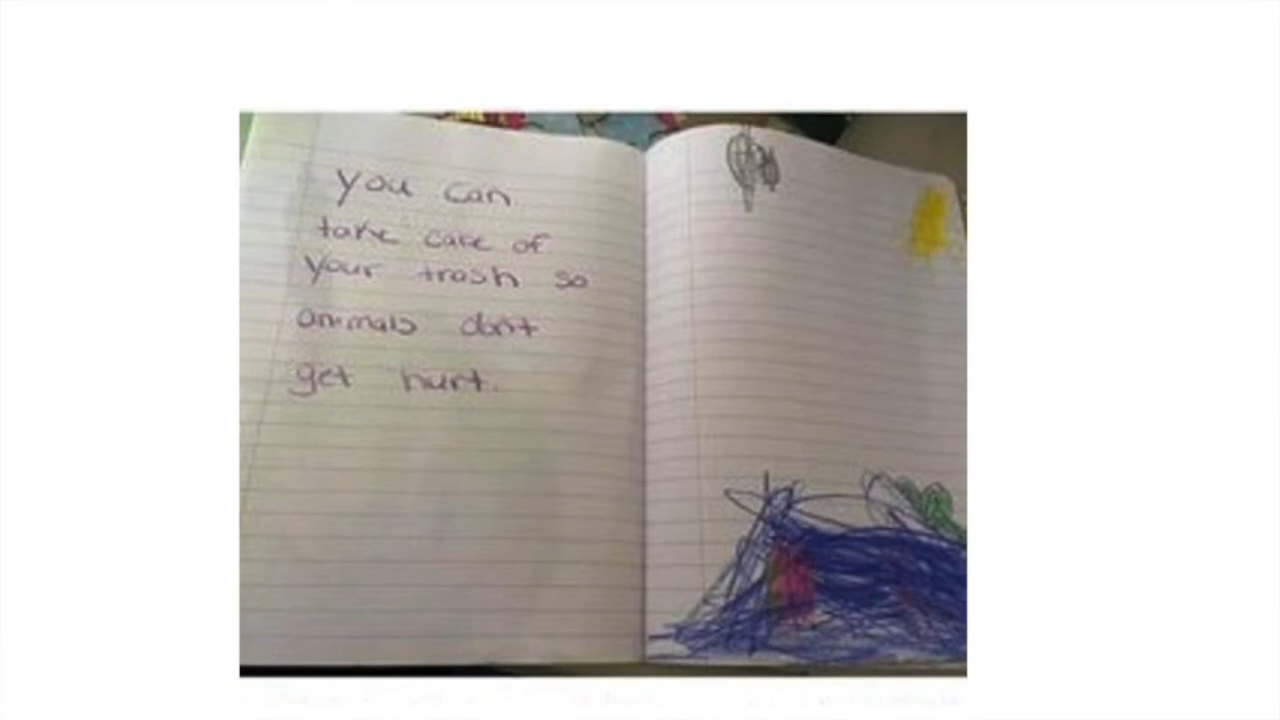 you can
take care of
your trash so
animals don't
get hurt.